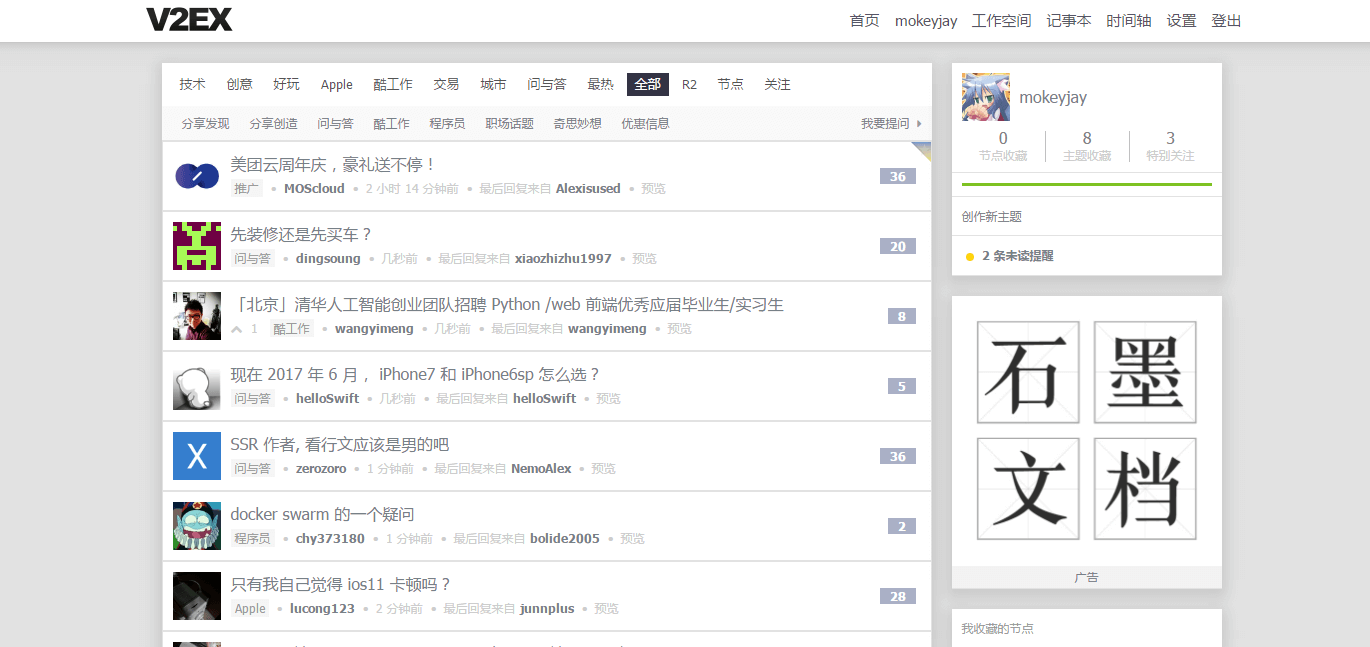 V2EX
首页 mokeyjay 工作空间 记事本 时间轴 设置 登出
技术 创意 好玩 Apple 酷工作 交易 城市 问与答 最热 全部 R2 节点 关注
分享发现 分享创造 问与答 酷工作 程序员 职场话题 奇思妙想 优惠信息 我要提问
美团云周年庆，豪礼送不停！
推广 • MOScloud • 2 小时 14 分钟前 • 最后回复来自 Alexisused • 预览
36
先装修还是先买车？
问与答 • dingsoung • 几秒前 • 最后回复来自 xiaozhizhu1997 • 预览
20
「北京」清华人工智能创业团队招聘 Python /web 前端优秀应届毕业生/实习生
1 酷工作 • wangyimeng • 几秒前 • 最后回复来自 wangyimeng • 预览
8
现在 2017 年 6 月， iPhone7 和 iPhone6sp 怎么选？
问与答 • helloSwift • 几秒前 • 最后回复来自 helloSwift • 预览
5
X
SSR 作者, 看行文应该是男的吧
问与答 • zerozoro • 1 分钟前 • 最后回复来自 NemoAlex • 预览
36
docker swarm 的一个疑问
程序员 • chy373180 • 1 分钟前 • 最后回复来自 bolide2005 • 预览
2
只有我自己觉得 ios11 卡顿吗？
Apple • lucong123 • 2 分钟前 • 最后回复来自 junnplus • 预览
28
mokeyjay
0 8 3
节点收藏 主题收藏 特别关注
创作新主题
2 条未读提醒
石墨
文档
广告
我收藏的节点